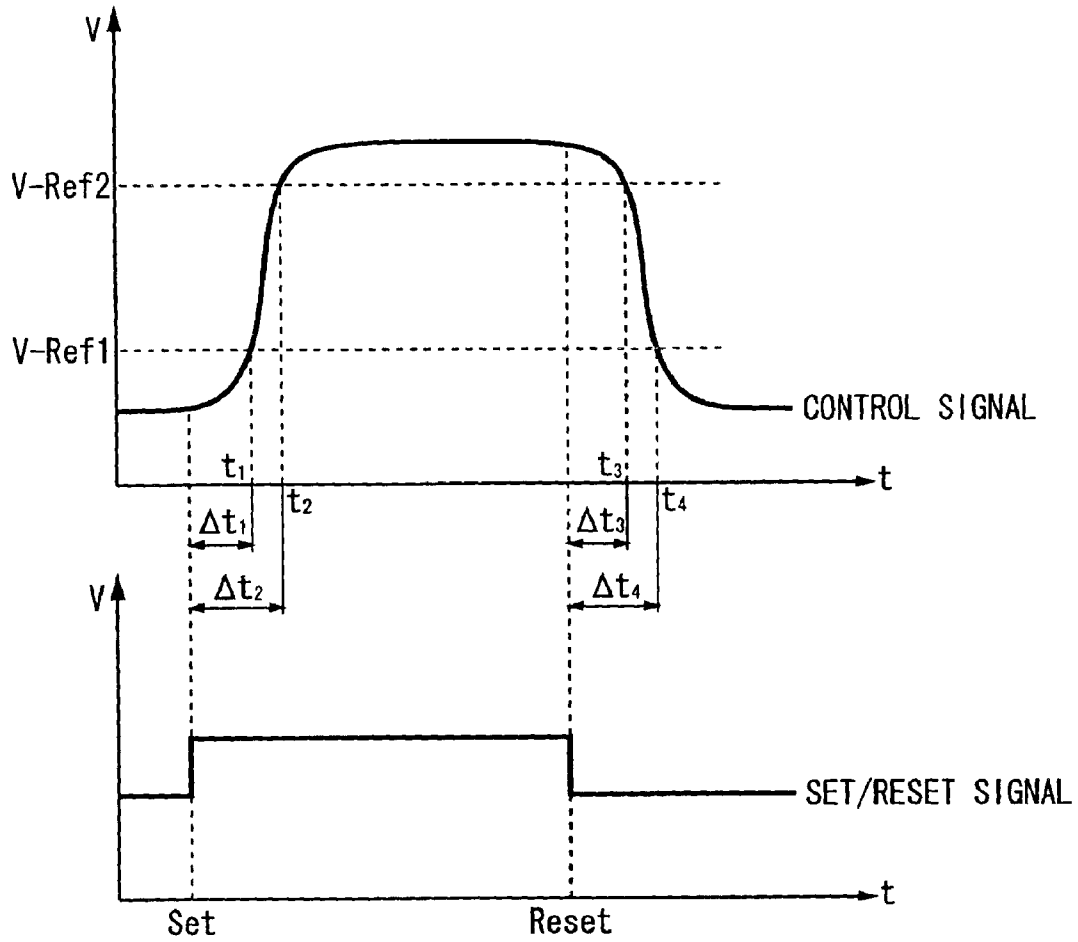 V
V-Ref2
V-Ref1
CONTROL SIGNAL
t1
t3
t
t2
t4
Δt1
Δt3
V
Δt2
Δt4
SET/RESET SIGNAL
t
Set
Reset